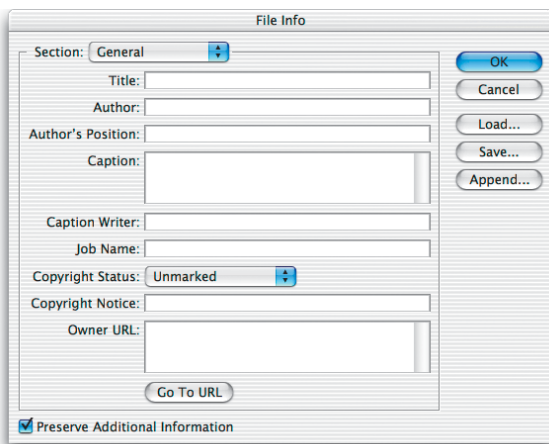 File Info
Section: General
OK
Title:
Cancel
Author:
Load...
Author's Position:
Save...
Caption:
Append...
Caption Writer:
Job Name:
Copyright Status: Unmarked
Copyright Notice:
Owner URL:
Go To URL
Preserve Additional Information